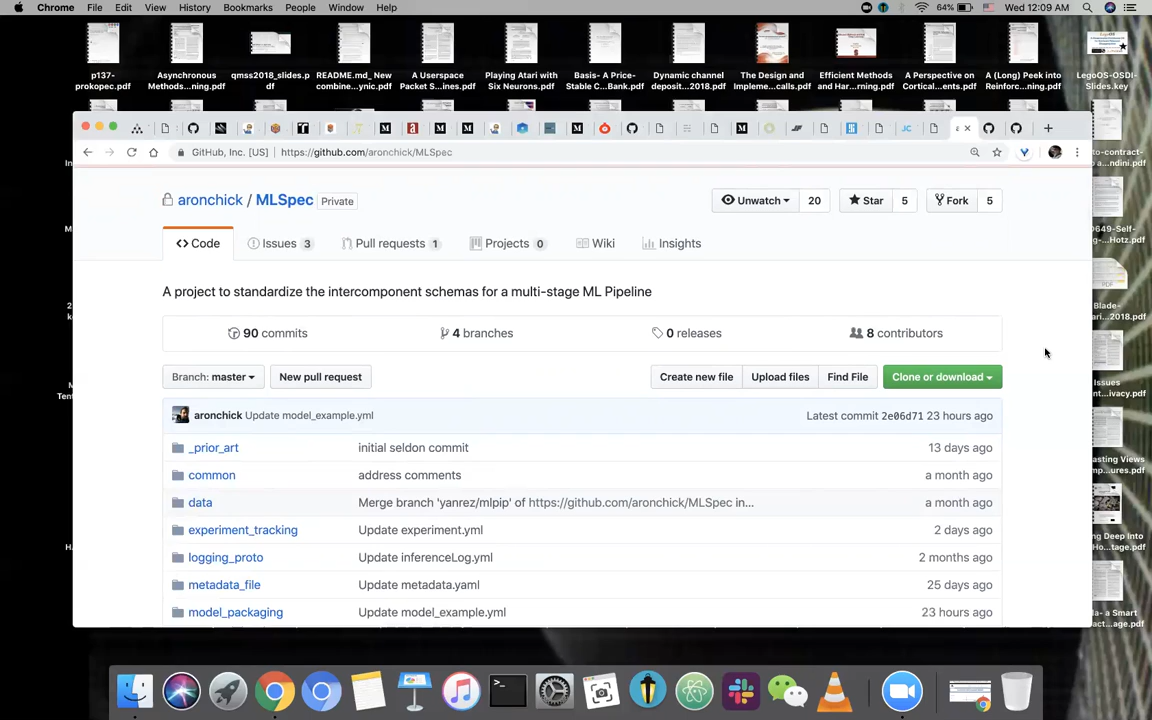 Chrome File Edit View History Bookmarks People Window Help 64% Wed 12:09 AM
p137-prokopec.pdf
Asynchronous Methods...ning.pdf
qmss2018_slides.pdf
README.md_ New combine...ynic.pdf
A Userspace Packet S...ines.pdf
Playing Atari with Six Neurons.pdf
Basis- A Price-Stable C...Bank.pdf
Dynamic channel deposit...2018.pdf
The Design and Impleme...calls.pdf
Efficient Methods and Har...rning.pdf
A Perspective on Cortical...ents.pdf
A (Long) Peek into Reinforc...ning.pdf
LegoOS-OSDI-Slides.key
GitHub, Inc. [US] https://github.com/aronchick/MLSpec
aronchick / MLSpec Private
Unwatch 20 Star 5 Fork 5
Code Issues 3 Pull requests 1 Projects 0 Wiki Insights
A project to standardize the intercomponent schemas for a multi-stage ML Pipeline
90 commits 4 branches 0 releases 8 contributors
Branch: master New pull request Create new file Upload files Find File Clone or download
aronchick Update model_example.yml Latest commit 2e06d71 23 hours ago
_prior_art initial seldon commit 13 days ago
common address comments a month ago
data Merge branch 'yanrez/mlpip' of https://github.com/aronchick/MLSpec in... a month ago
experiment_tracking Update experiment.yml 2 days ago
logging_proto Update inferenceLog.yml 2 months ago
metadata_file Update metadata.yaml 25 days ago
model_packaging Update model_example.yml 23 hours ago